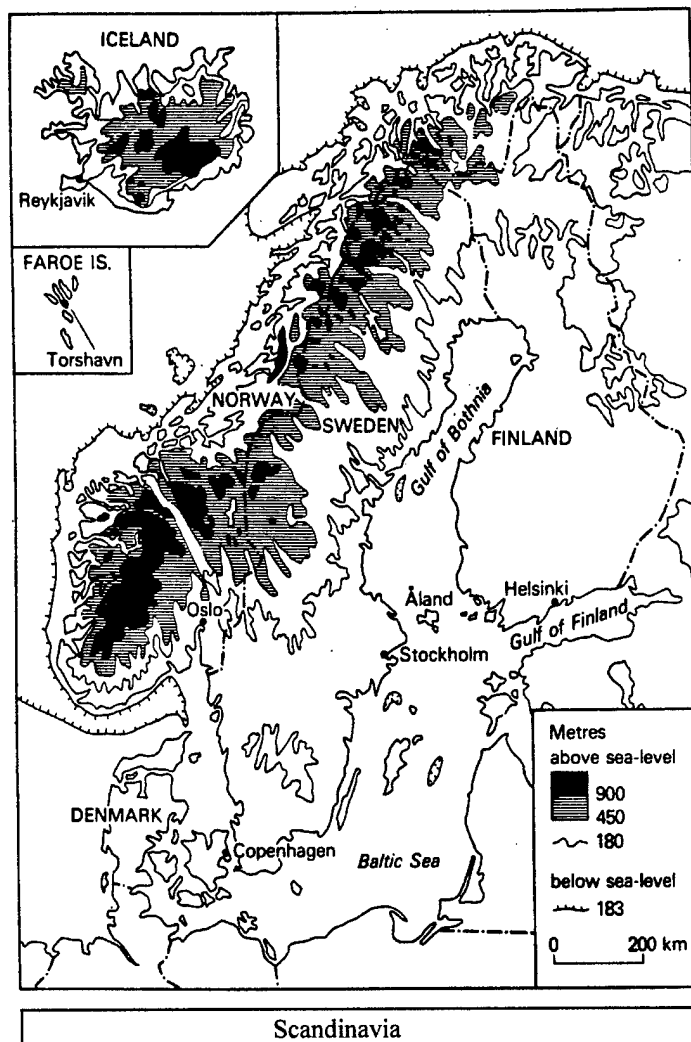 ICELAND
Reykjavik
FAROE IS.
Torshavn
NORWAY
SWEDEN
Gulf of Bothnia
FINLAND
Oslo
Åland
Helsinki
Gulf of Finland
Stockholm
DENMARK
Copenhagen
Baltic Sea
Metres
above sea-level
900
450
180
below sea-level
183
0 200 km
Scandinavia